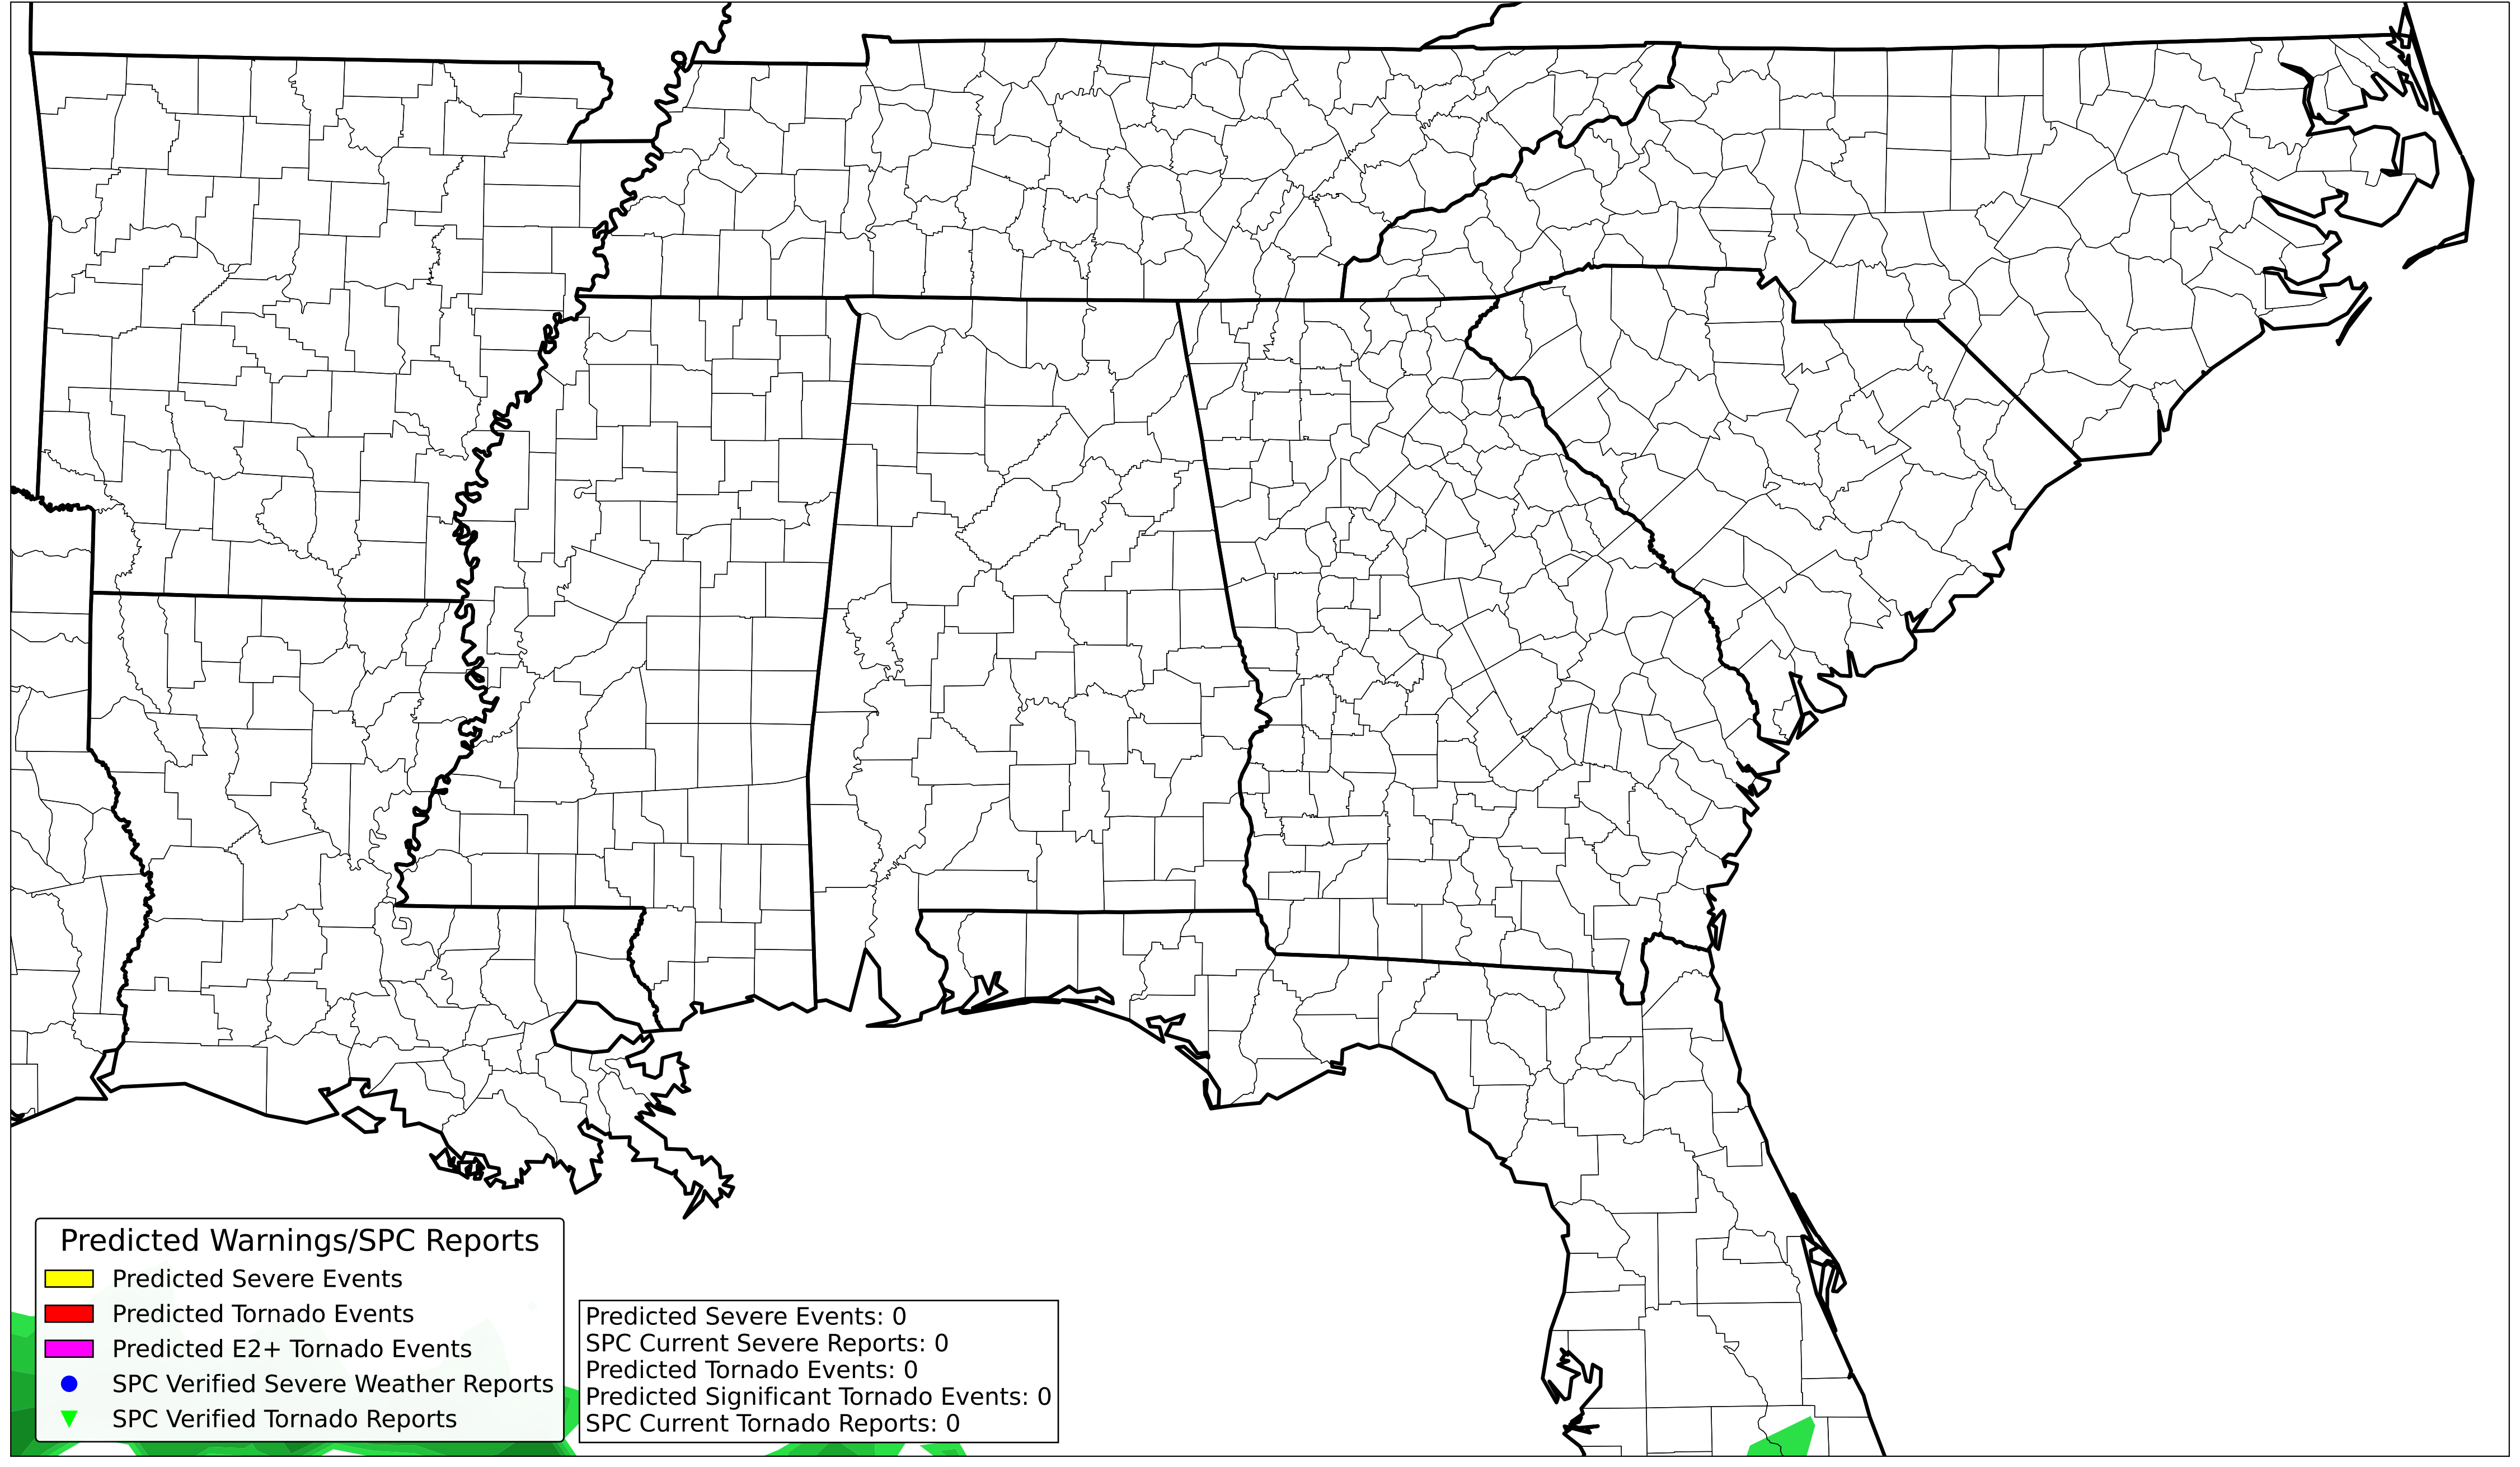 Predicted Warnings/SPC Reports
Predicted Severe Events
Predicted Tornado Events
Predicted E2+ Tornado Events
SPC Verified Severe Weather Reports
SPC Verified Tornado Reports
Predicted Severe Events: 0
SPC Current Severe Reports: 0
Predicted Tornado Events: 0
Predicted Significant Tornado Events: 0
SPC Current Tornado Reports: 0